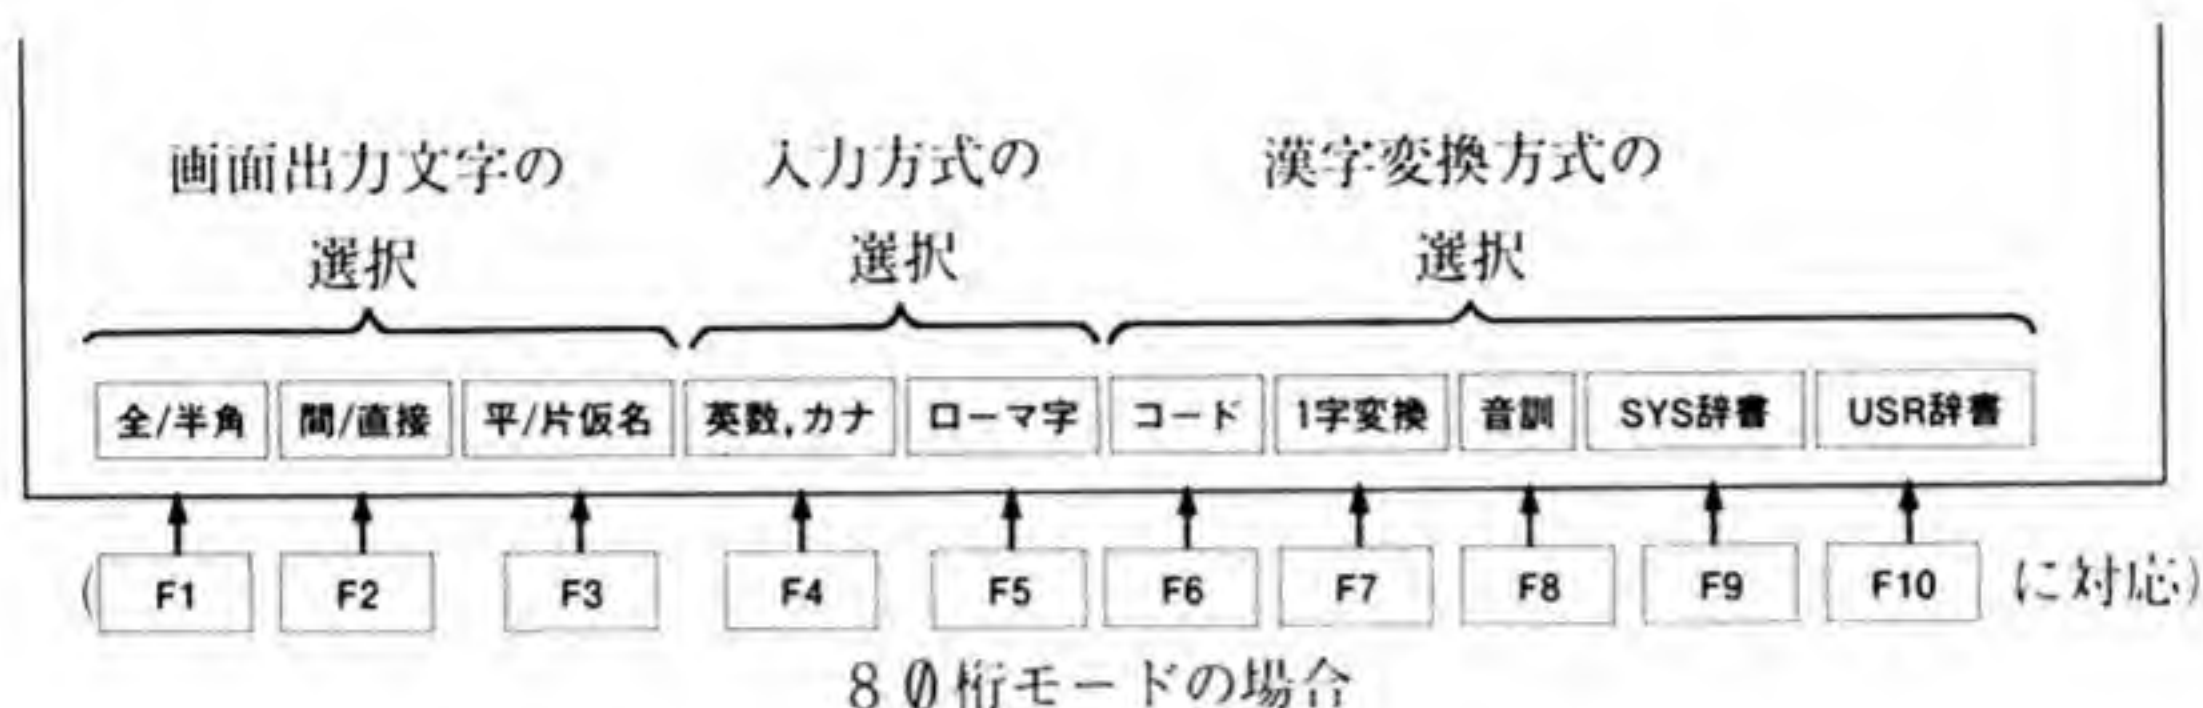 画面出力文字の 入力方式の 漢字変換方式の
選択 選択 選択
全/半角 間/直接 平/片仮名 英数,カナ ローマ字 コード 1字変換 音訓 SYS辞書 USR辞書
(F1 F2 F3 F4 F5 F6 F7 F8 F9 F10 に対応)
80桁モードの場合